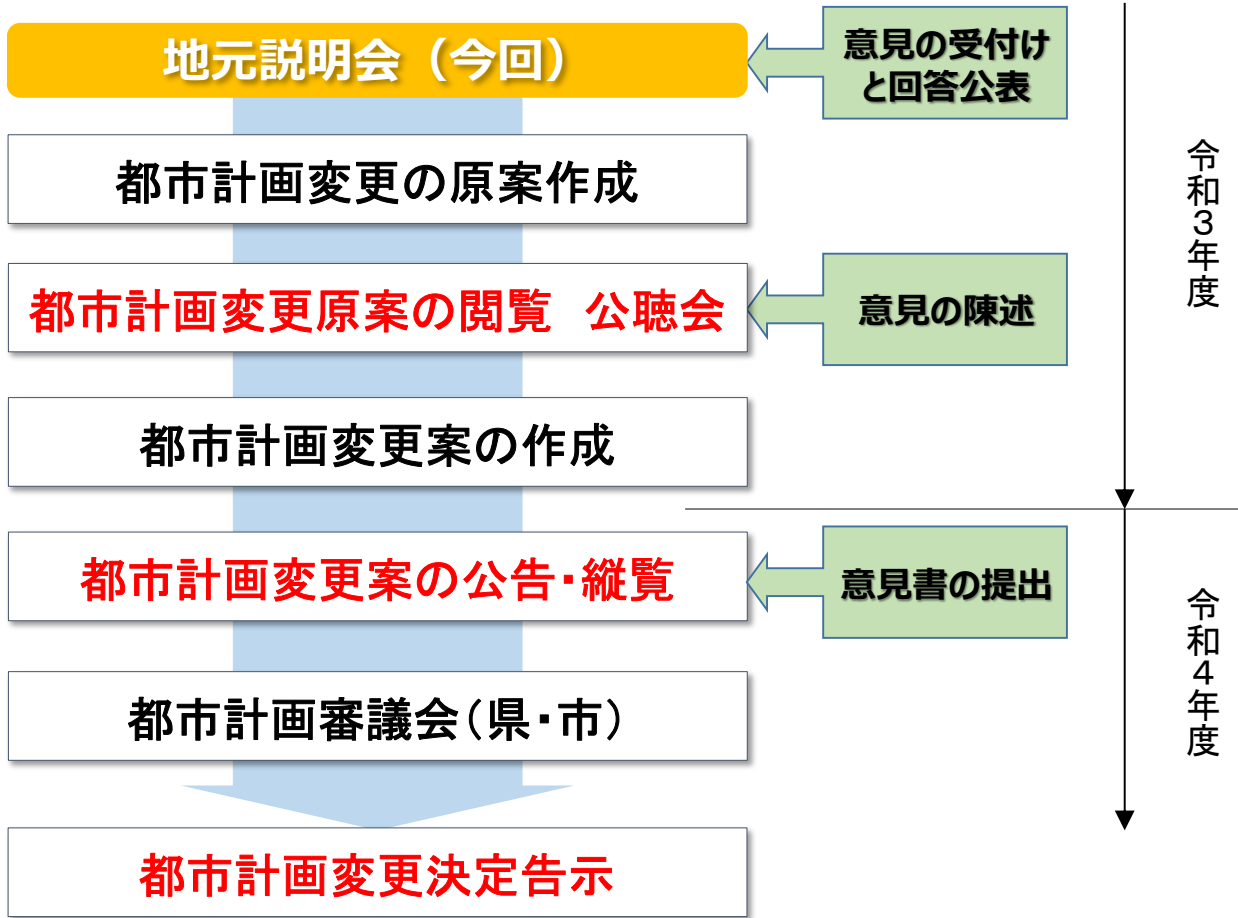 地元説明会（今回）
意見の受付け
と回答公表
都市計画変更の原案作成
都市計画変更原案の閲覧　公聴会
意見の陳述
都市計画変更案の作成
令和３年度
都市計画変更案の公告・縦覧
意見書の提出
都市計画審議会（県・市）
都市計画変更決定告示
令和４年度